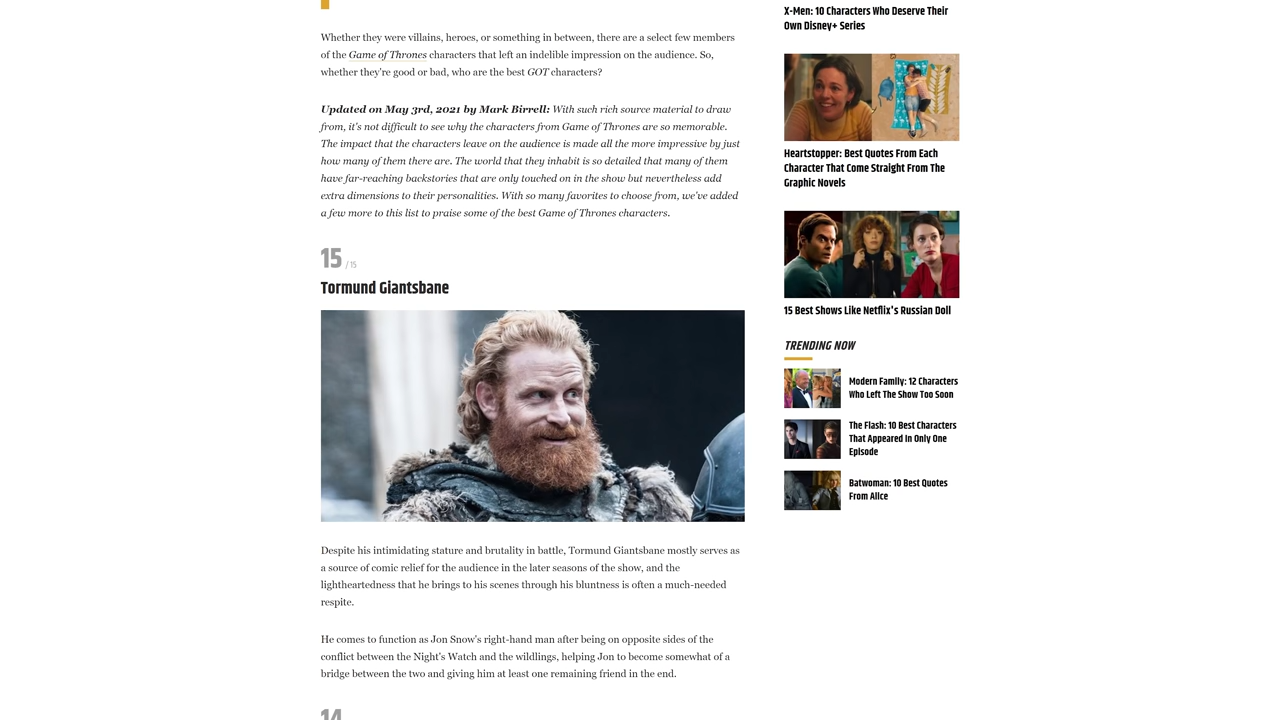 Whether they were villains, heroes, or something in between, there are a select few members
of the Game of Thrones characters that left an indelible impression on the audience. So,
whether they're good or bad, who are the best GOT characters?
Updated on May 3rd, 2021 by Mark Birrell: With such rich source material to draw
from, it's not difficult to see why the characters from Game of Thrones are so memorable.
The impact that the characters leave on the audience is made all the more impressive by just
how many of them there are. The world that they inhabit is so detailed that many of them
have far-reaching backstories that are only touched on in the show but nevertheless add
extra dimensions to their personalities. With so many favorites to choose from, we've added
a few more to this list to praise some of the best Game of Thrones characters.
15 / 15
Tormund Giantsbane
Despite his intimidating stature and brutality in battle, Tormund Giantsbane mostly serves as
a source of comic relief for the audience in the later seasons of the show, and the
lightheartedness that he brings to his scenes through his bluntness is often a much-needed
respite.
He comes to function as Jon Snow's right-hand man after being on opposite sides of the
conflict between the Night's Watch and the wildlings, helping Jon to become somewhat of a
bridge between the two and giving him at least one remaining friend in the end.
14
X-Men: 10 Characters Who Deserve Their
Own Disney+ Series
Heartstopper: Best Quotes From Each
Character That Come Straight From The
Graphic Novels
15 Best Shows Like Netflix's Russian Doll
TRENDING NOW
Modern Family: 12 Characters
Who Left The Show Too Soon
The Flash: 10 Best Characters
That Appeared In Only One
Episode
Batwoman: 10 Best Quotes
From Alice